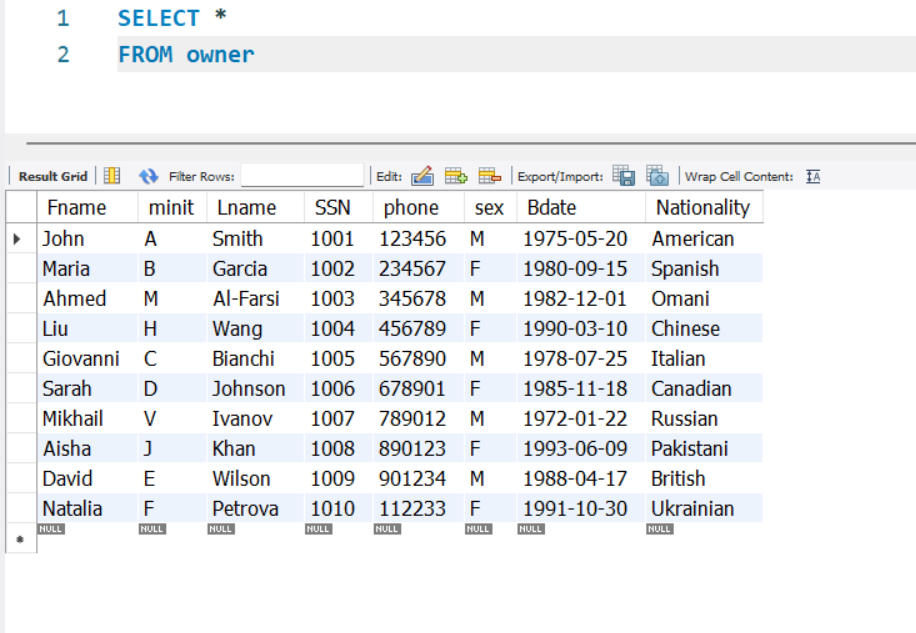 1 SELECT *
2 FROM owner
Result Grid Filter Rows: Edit: Export/Import: Wrap Cell Content:
Fname minit Lname SSN phone sex Bdate Nationality
John A Smith 1001 123456 M 1975-05-20 American
Maria B Garcia 1002 234567 F 1980-09-15 Spanish
Ahmed M Al-Farsi 1003 345678 M 1982-12-01 Omani
Liu H Wang 1004 456789 F 1990-03-10 Chinese
Giovanni C Bianchi 1005 567890 M 1978-07-25 Italian
Sarah D Johnson 1006 678901 F 1985-11-18 Canadian
Mikhail V Ivanov 1007 789012 M 1972-01-22 Russian
Aisha J Khan 1008 890123 F 1993-06-09 Pakistani
David E Wilson 1009 901234 M 1988-04-17 British
Natalia F Petrova 1010 112233 F 1991-10-30 Ukrainian
NULL NULL NULL NULL NULL NULL NULL NULL